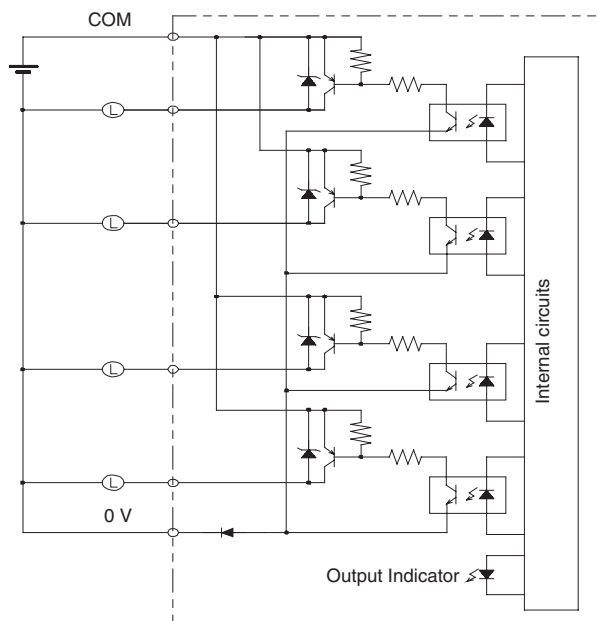 COM
L
L
L
L
0 V
Internal circuits
Output Indicator